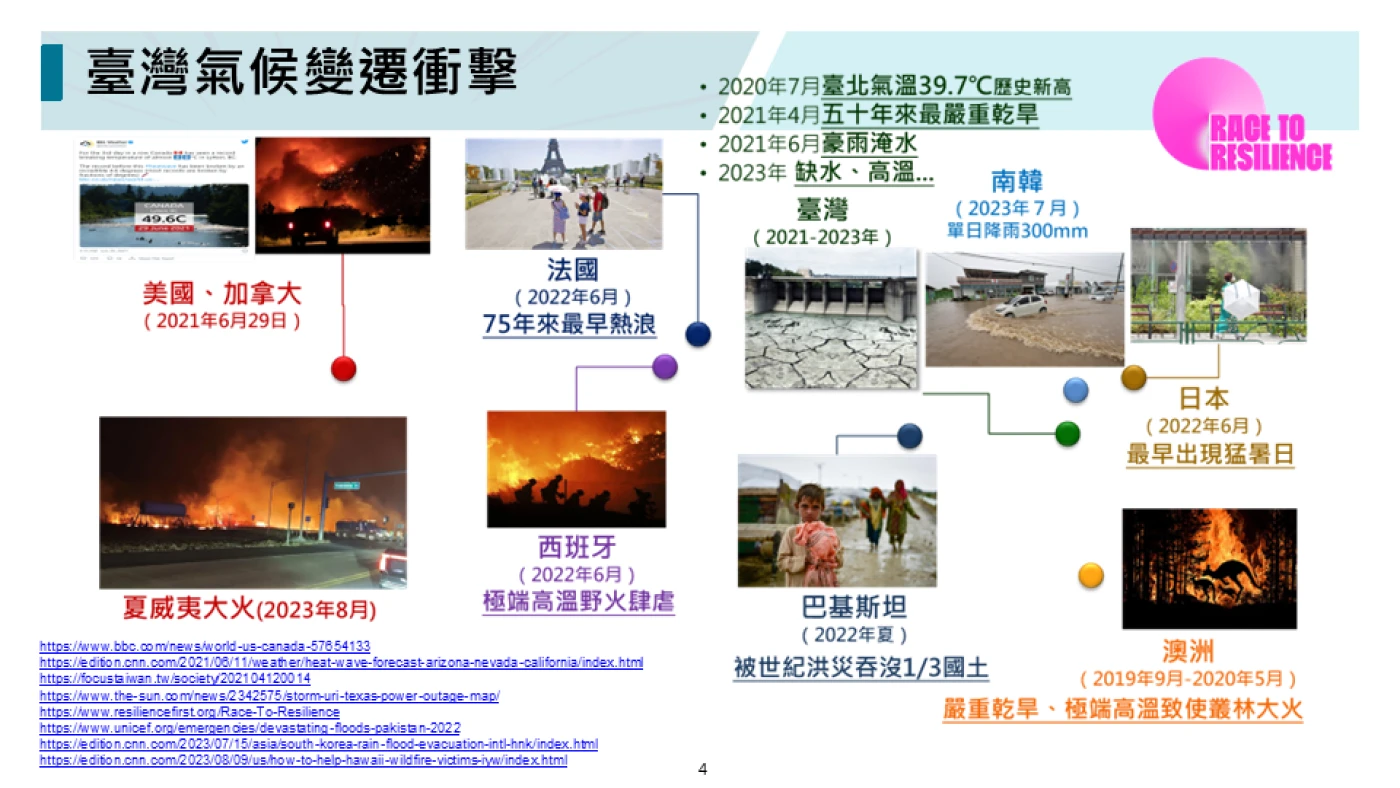 臺灣氣候變遷衝擊
• 2020年7月臺北氣溫39.7℃歷史新高
• 2021年4月五十年來最嚴重乾旱
• 2021年6月豪雨淹水
• 2023年 缺水、高溫...
RACE TO
RESILIENCE
CANADA
49.6C
29 JUNE 2021
美國、加拿大
（2021年6月29日）
法國
（2022年6月）
75年來最早熱浪
臺灣
（2021-2023年）
南韓
（2023年 7 月）
單日降雨300mm
日本
（2022年6月）
最早出現猛暑日
夏威夷大火(2023年8月)
西班牙
（2022年6月）
極端高溫野火肆虐
巴基斯坦
（2022年夏）
被世紀洪災吞沒1/3國土
澳洲
（2019年9月-2020年5月）
嚴重乾旱、極端高溫致使叢林大火
https://www.bbc.com/news/world-us-canada-57654133
https://edition.cnn.com/2021/06/11/weather/heat-wave-forecast-arizona-nevada-california/index.html
https://focustaiwan.tw/society/202104120014
https://www.the-sun.com/news/2342575/storm-uri-texas-power-outage-map/
https://www.resiliencefirst.org/Race-To-Resilience
https://www.unicef.org/emergencies/devastating-floods-pakistan-2022
https://edition.cnn.com/2023/07/15/asia/south-korea-rain-flood-evacuation-intl-hnk/index.html
https://edition.cnn.com/2023/08/09/us/how-to-help-hawaii-wildfire-victims-iyw/index.html
4